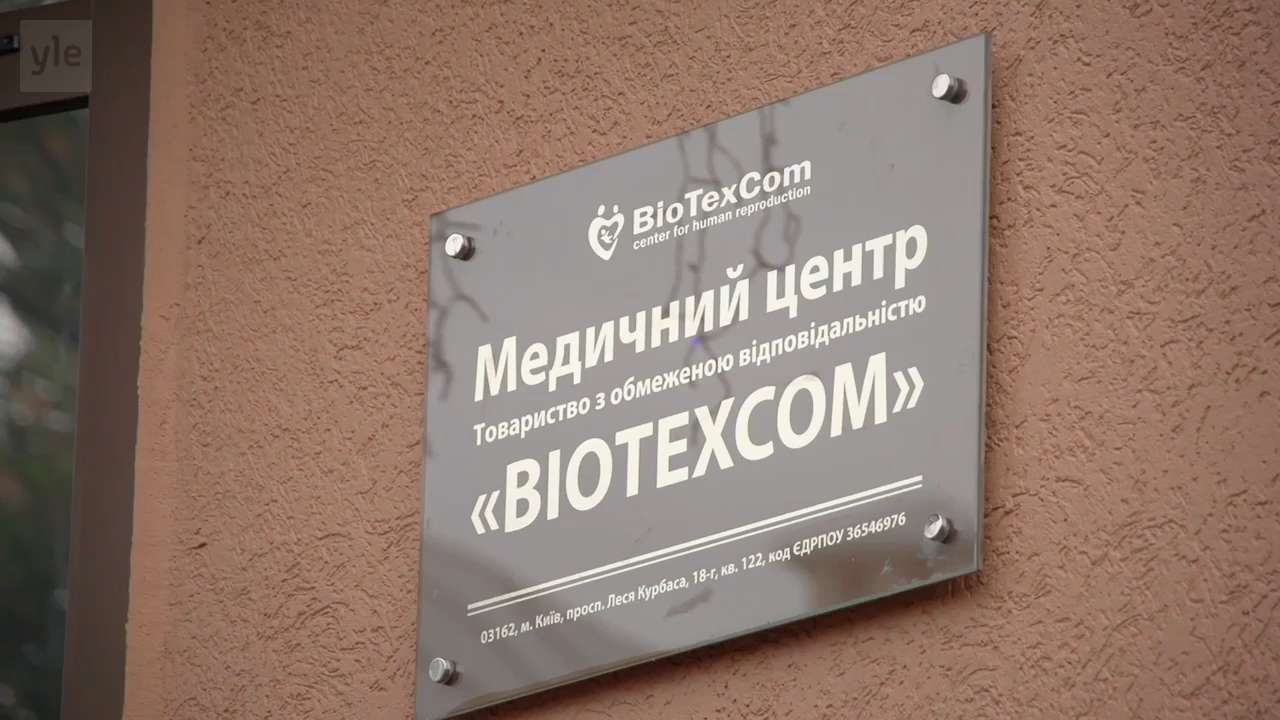 yle
BioTexCom
center for human reproduction
Медичний центр
Товариство з обмеженою відповідальністю
«BIOTEXCOM»
03162, м. Київ, просп. Леся Курбаса, 18-г, кв. 122, код ЄДРПОУ 36546976